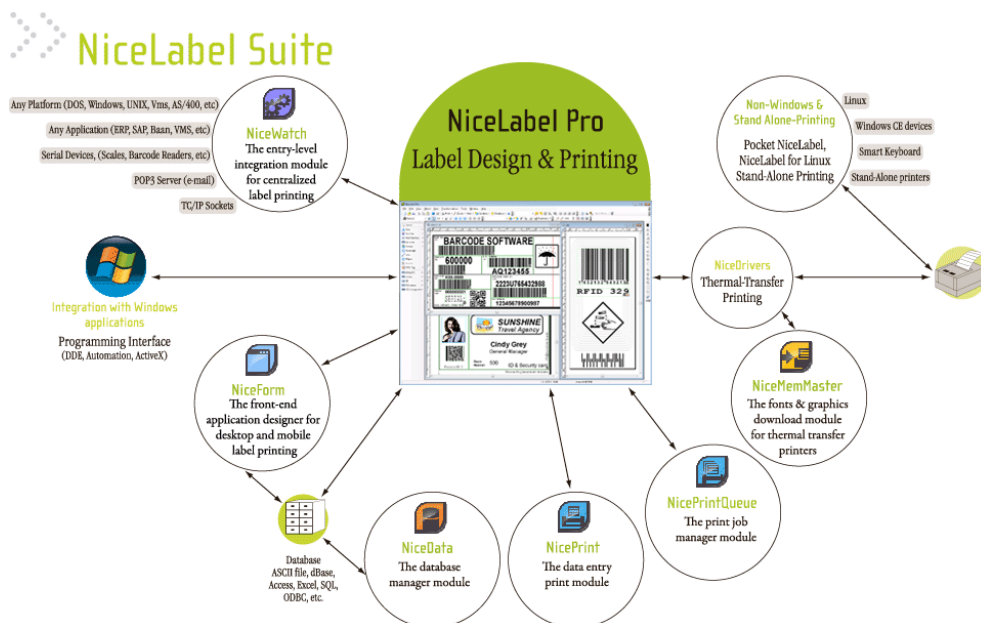 NiceLabel Suite
Any Platform (DOS, Windows, UNIX, Vms, AS/400, etc)
Any Application (ERP, SAP, Baan, VMS, etc)
Serial Devices, (Scales, Barcode Readers, etc)
POP3 Server (e-mail)
TC/IP Sockets
NiceWatch
The entry-level
integration module
for centralized
label printing
NiceLabel Pro
Label Design & Printing
Non-Windows &
Stand Alone-Printing
Pocket NiceLabel,
NiceLabel for Linux
Stand-Alone Printing
Linux
Windows CE devices
Smart Keyboard
Stand-Alone printers
Integration with Windows
applications
Programming Interface
(DDE, Automation, ActiveX)
BARCODE SOFTWARE
600000
AQ123455
2223U765432988
12345678900987
RFID 329
SUNSHINE
Travel Agency
Cindy Grey
General Manager
NiceDrivers
Thermal-Transfer
Printing
NiceForm
The front-end
application designer for
desktop and mobile
label printing
NiceMemMaster
The fonts & graphics
download module
for thermal transfer
printers
NicePrintQueue
The print job
manager module
NiceData
The database
manager module
NicePrint
The data entry
print module
Database
ASCII file, dBase,
Access, Excel, SQL,
ODBC, etc.